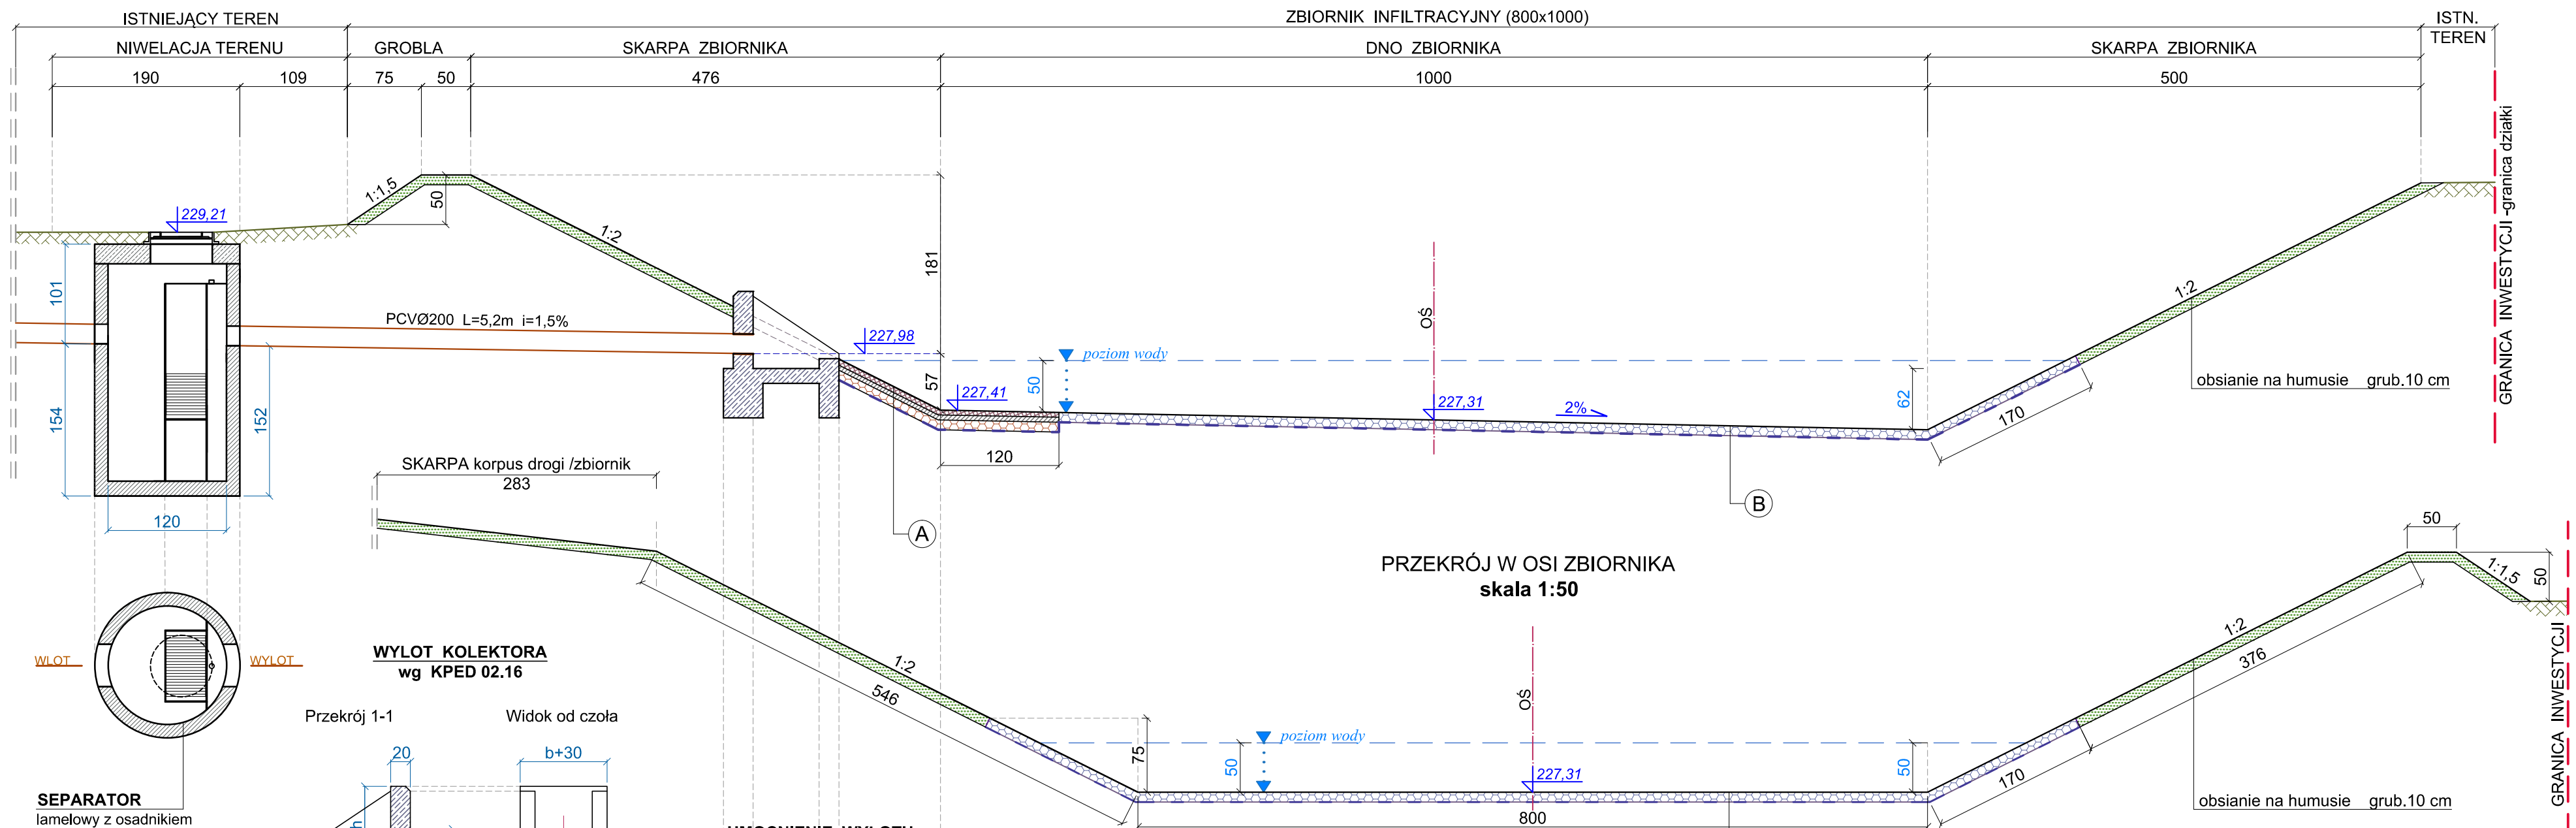 ISTNIEJĄCY TEREN
ZBIORNIK INFILTRACYJNY (800x1000)
ISTN.
TEREN
NIWELACJA TERENU
GROBLA
SKARPA ZBIORNIKA
DNO ZBIORNIKA
SKARPA ZBIORNIKA
190
109
75
50
476
1000
500
1:1,5
50
229,21
1:2
181
OŚ
1:2
GRANICA INWESTYCJI -granica działki
101
PCVØ200 L=5,2m i=1,5%
227,98
poziom wody
57
50
227,41
227,31
2%
62
obsianie na humusie grub.10 cm
170
154
152
120
120
A
B
SKARPA korpus drogi /zbiornik
283
PRZEKRÓJ W OSI ZBIORNIKA
skala 1:50
50
1:1,5
50
WLOT
WYLOT
WYLOT KOLEKTORA
wg KPED 02.16
1:2
546
OŚ
1:2
376
GRANICA INWESTYCJI
Przekrój 1-1
Widok od czoła
20
b+30
75
50
poziom wody
227,31
50
170
obsianie na humusie grub.10 cm
SEPARATOR
lamelowy z osadnikiem
h
UMOCNIENIE WYLOTU
800